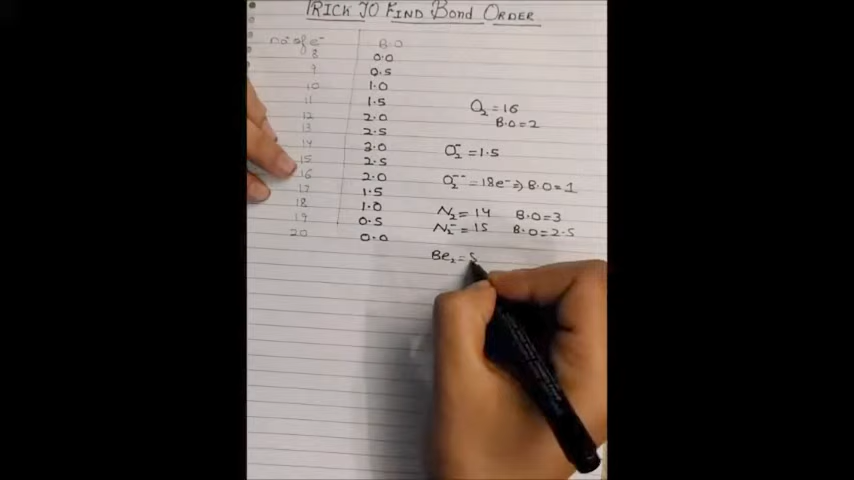 TRICK TO FIND Bond ORDER
no of e⁻ B.O
8 0.0
9 0.5
10 1.0
11 1.5
12 2.0
13 2.5
14 3.0
15 2.5
16 2.0
17 1.5
18 1.0
19 0.5
20 0.0
O₂ = 16
B.O = 2
O₂⁻ = 1.5
O₂⁻⁻ = 18e⁻ ⇒ B.O = 1
N₂ = 14 B.O = 3
N₂⁻ = 15 B.O = 2.5
Be₂ =